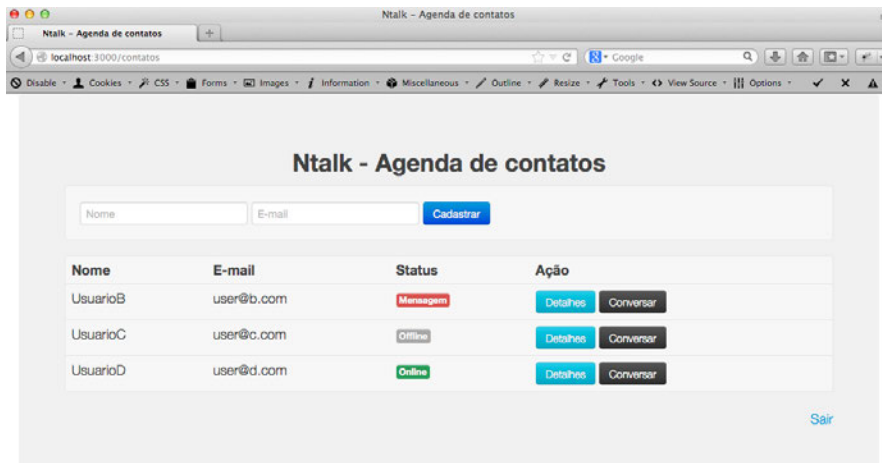 Ntalk – Agenda de contatos
Ntalk – Agenda de contatos
localhost:3000/contatos
Google
Disable Cookies CSS Forms Images Information Miscellaneous Outline Resize Tools View Source Options
Ntalk - Agenda de contatos
Nome E-mail Cadastrar
Nome E-mail Status Ação
UsuarioB user@b.com Mensagem Detalhes Conversar
UsuarioC user@c.com Offline Detalhes Conversar
UsuarioD user@d.com Online Detalhes Conversar
Sair